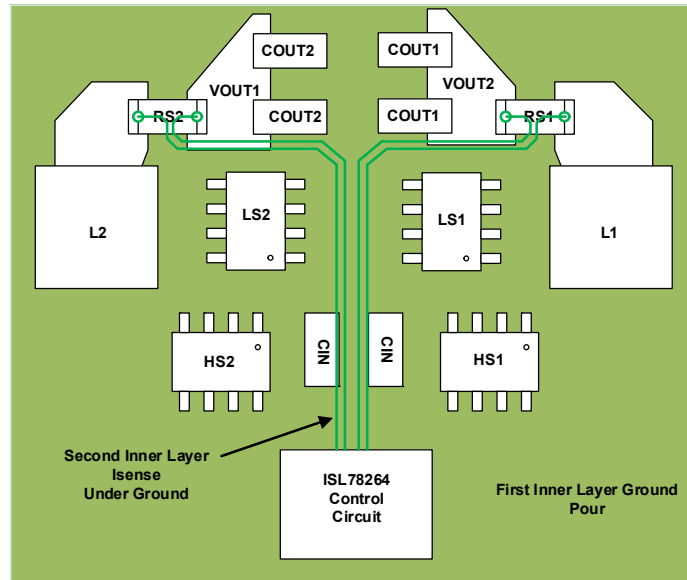 COUT2
COUT1
VOUT1
VOUT2
RS2
COUT2
COUT1
RS1
LS2
LS1
L2
L1
HS2
CIN
CIN
HS1
Second Inner Layer
Isense
Under Ground
ISL78264
Control
Circuit
First Inner Layer Ground
Pour